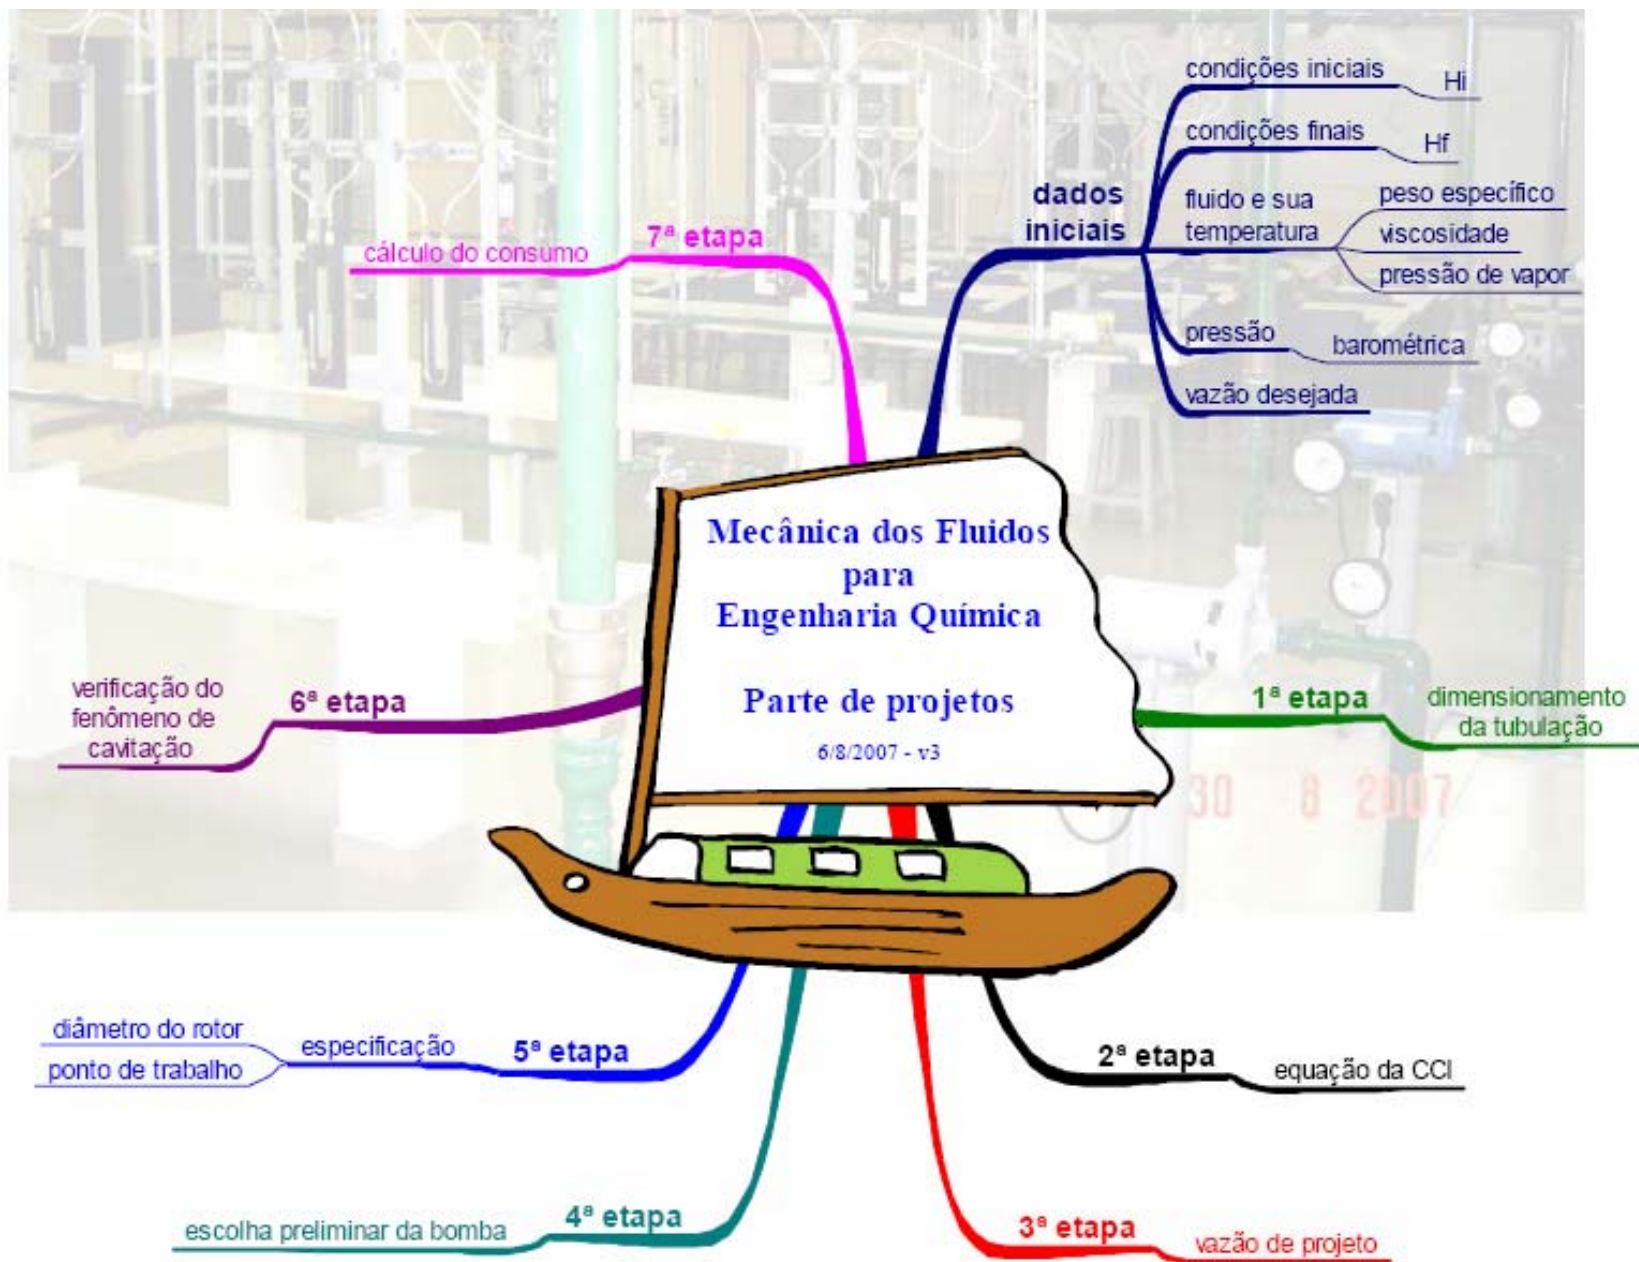 Mecânica dos Fluidos
para
Engenharia Química
Parte de projetos
6/8/2007 - v3
dados
iniciais
condições iniciais
Hi
condições finais
Hf
fluido e sua
temperatura
peso específico
viscosidade
pressão de vapor
pressão
barométrica
vazão desejada
1ª etapa
dimensionamento
da tubulação
2ª etapa
equação da CCI
3ª etapa
vazão de projeto
4ª etapa
escolha preliminar da bomba
5ª etapa
especificação
diâmetro do rotor
ponto de trabalho
6ª etapa
verificação do
fenômeno de
cavitação
7ª etapa
cálculo do consumo
30 8 2007